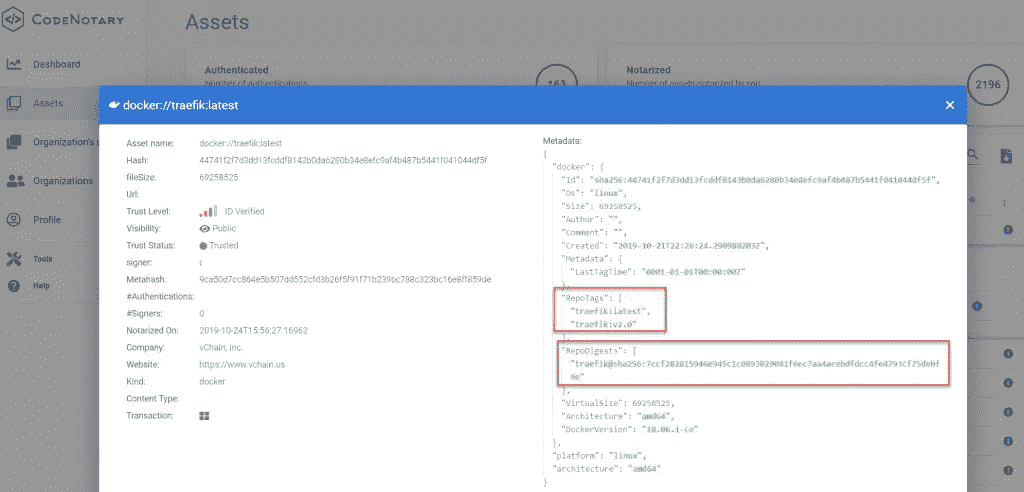 CODENOTARY
Assets
Dashboard
Assets
Organization's
Organizations
Profile
Tools
Help
Authenticated
Number of authentications
163
Notarized
Number of assets notarized by you
2196
docker://traefik:latest
Asset name: docker://traefik:latest
Hash: 44741f2f7d3dd13fcddf8143b0da6280b34e8efc9af4b487b5441f041044df5f
fileSize: 69258525
Url:
Trust Level: ID Verified
Visibility: Public
Trust Status: Trusted
signer:
Metahash: 9ca50d7cc864e5b507dd552cfd3b26f5f91f71b239bc788c323bc16e8ff859de
#Authentications:
#Signers: 0
Notarized On: 2019-10-24T15:56:27.16962
Company: vChain, Inc.
Website: https://www.vchain.us
Kind: docker
Content Type:
Transaction:
Metadata:
{
"docker": {
"Id": "sha256:44741f2f7d3dd13fcddf8143b0da6280b34e8efc9af4b487b5441f041044df5f",
"Os": "linux",
"Size": 69258525,
"Author": "",
"Comment": "",
"Created": "2019-10-21T22:26:24.290988203Z",
"Metadata": {
"LastTagTime": "0001-01-01T00:00:00Z"
},
"RepoTags": [
"traefik:latest",
"traefik:v2.0"
],
"RepoDigests": [
],
"VirtualSize": 69258525,
"Architecture": "amd64",
"DockerVersion": "18.06.1-ce"
},
"platform": "linux",
"architecture": "amd64"
}